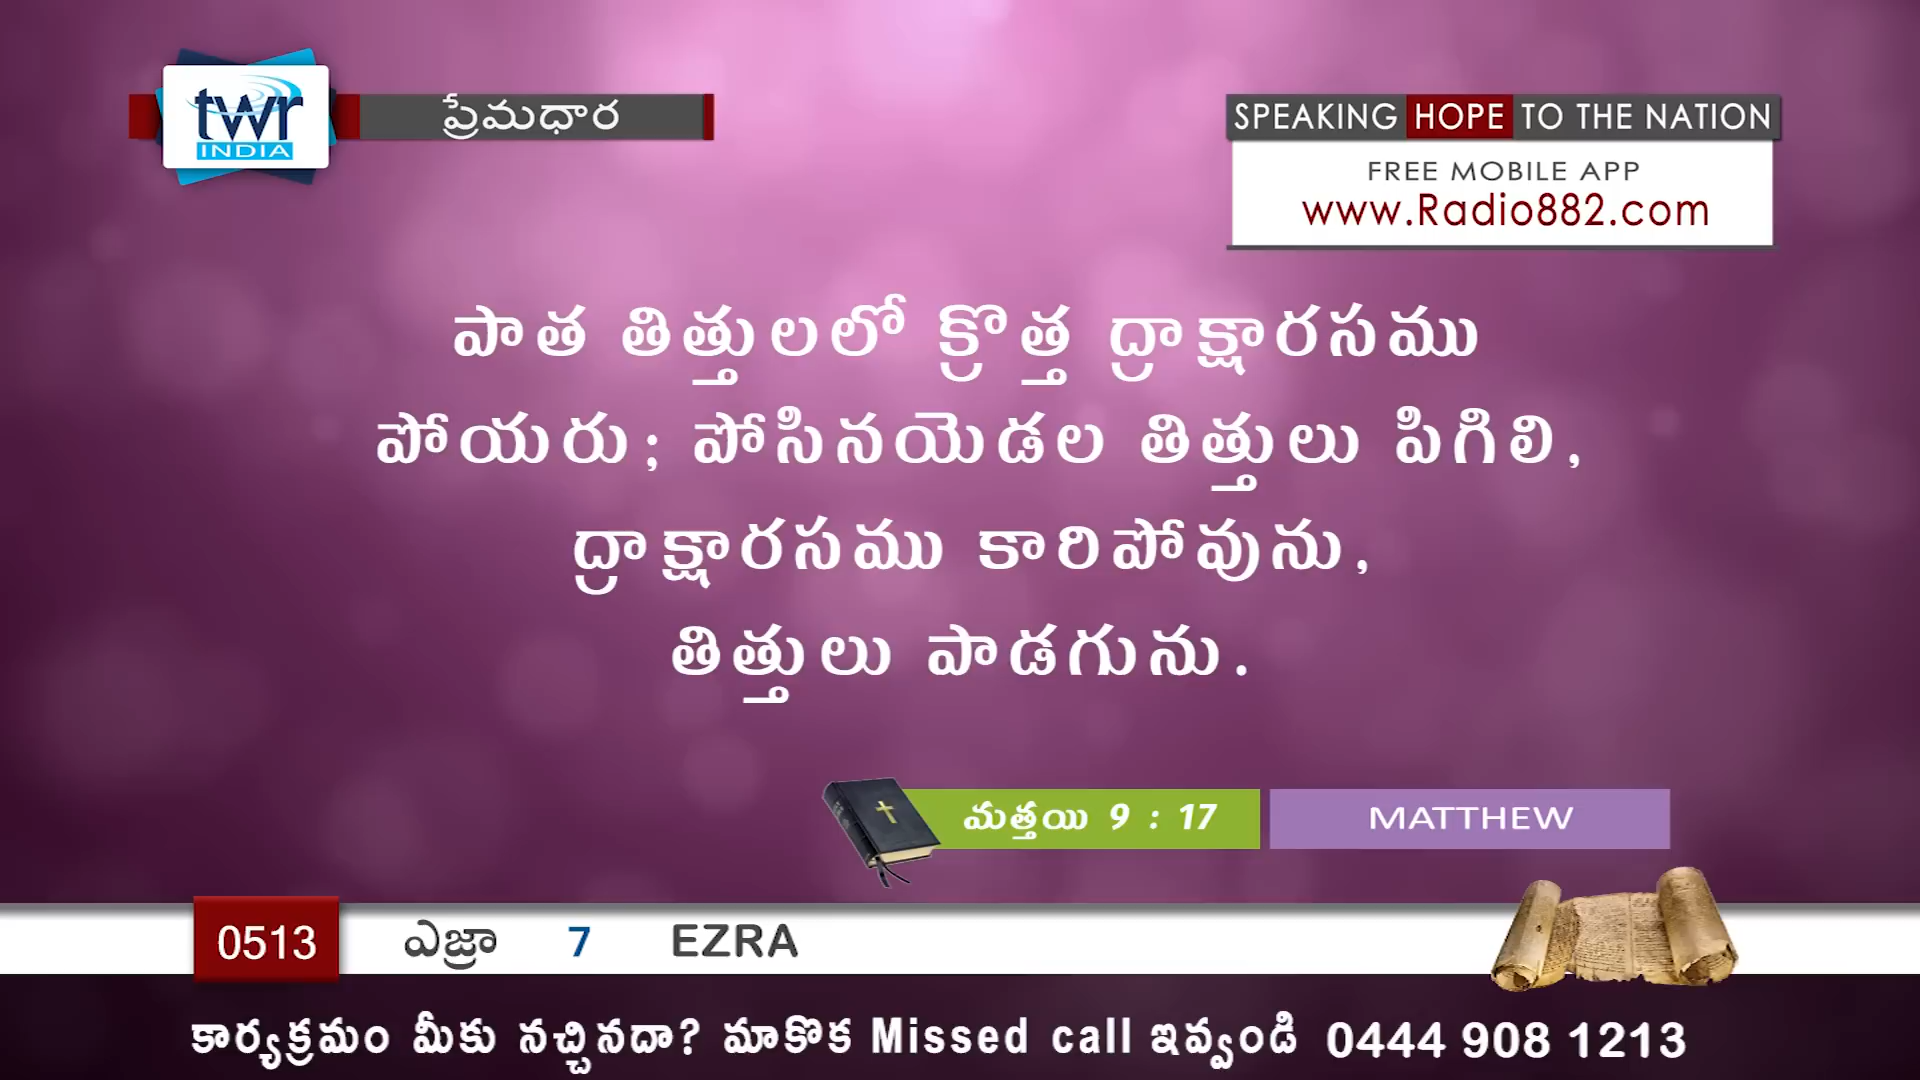 twr
INDIA
ప్రేమధార
SPEAKING HOPE TO THE NATION
FREE MOBILE APP
www.Radio882.com
పాత తిత్తులలో క్రొత్త ద్రాక్షారసము
పోయరు; పోసినయెడల తిత్తులు పిగిలి,
ద్రాక్షారసము కారిపోవును,
తిత్తులు పాడగును.
మత్తయి 9 : 17
MATTHEW
0513 ఎజ్రా 7 EZRA
కార్యక్రమం మీకు నచ్చినదా? మాకొక Missed call ఇవ్వండి 0444 908 1213